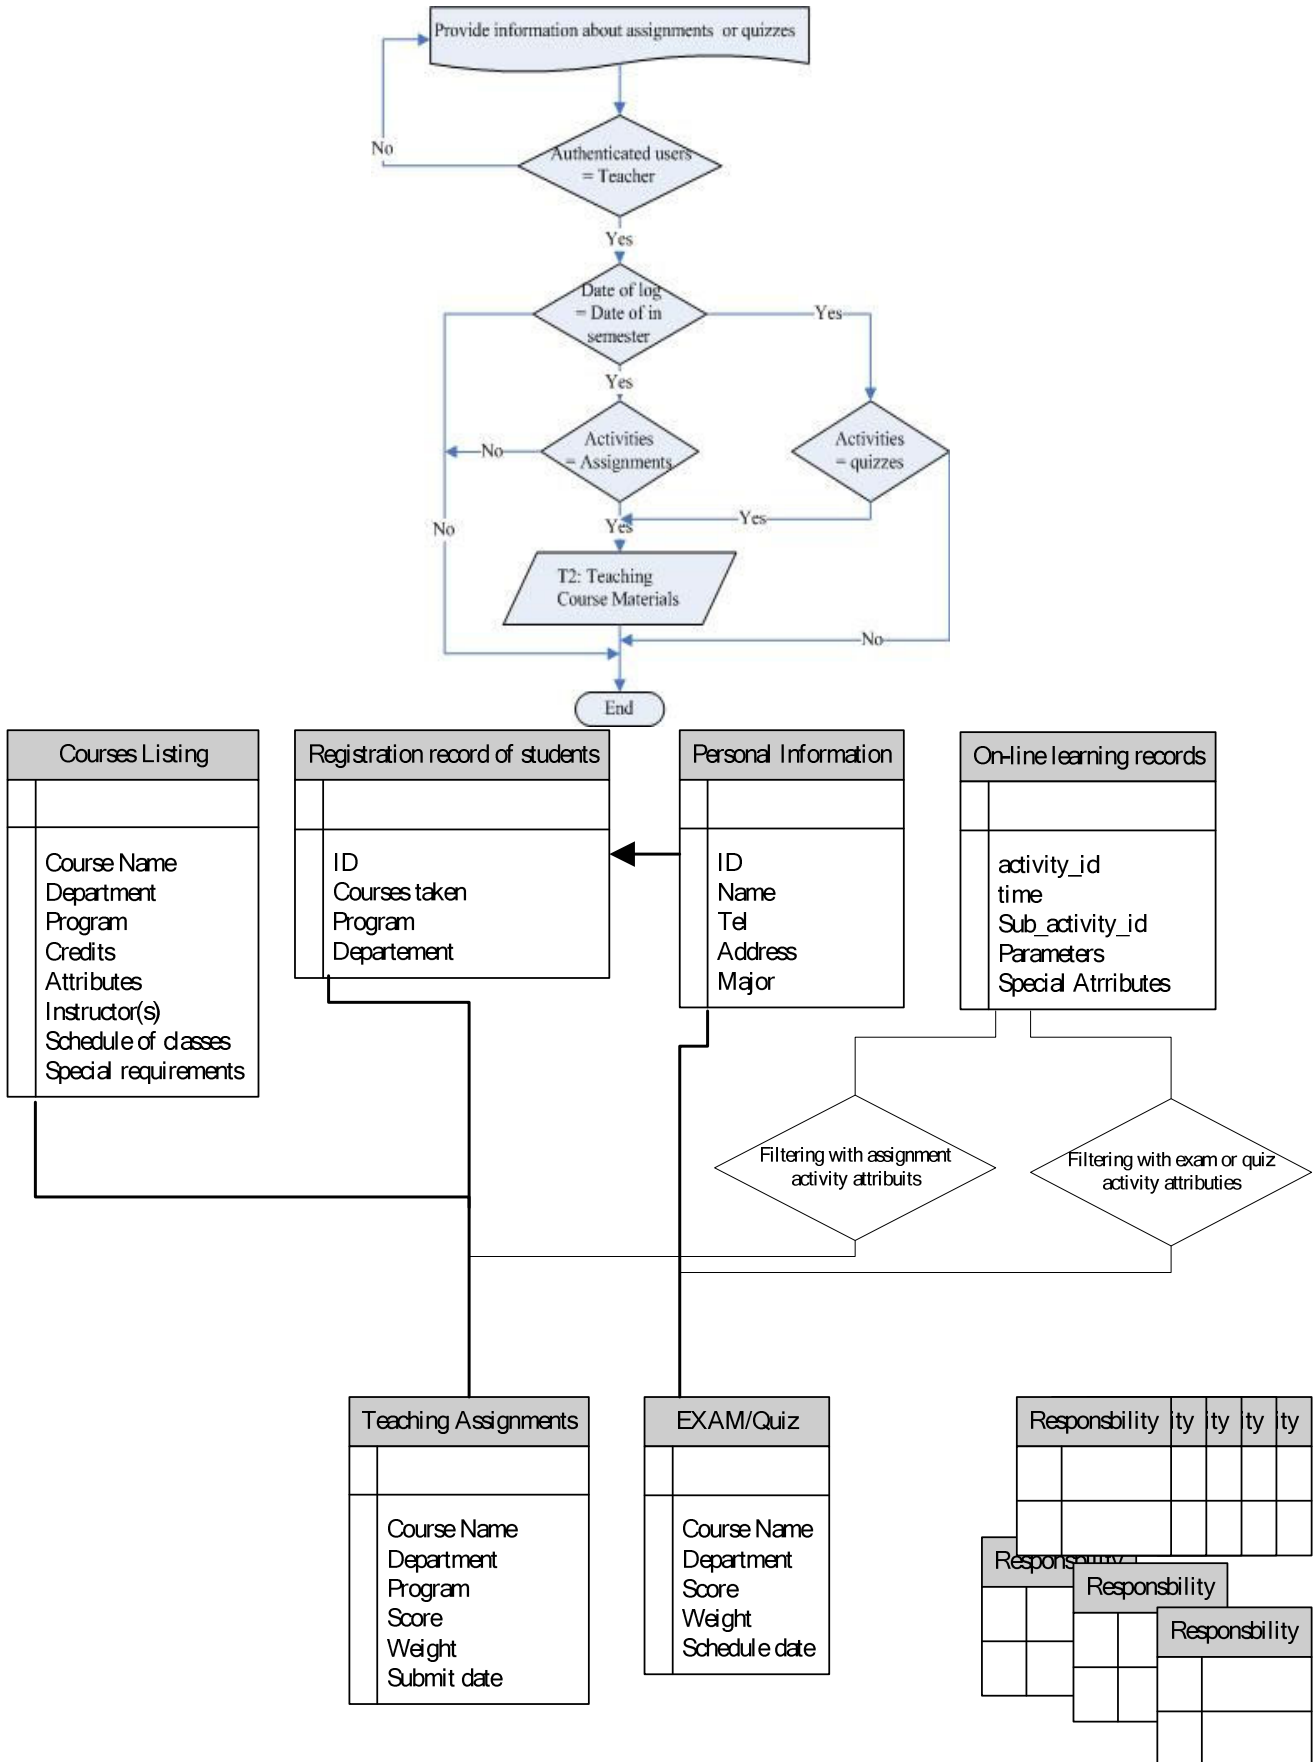 Provide information about assignments or quizzes
No
Authenticated users
= Teacher
Yes
Date of log
= Date of in
semester
Yes
Yes
Activities
= Assignments
No
Activities
= quizzes
Yes
Yes
No
T2: Teaching
Course Materials
No
End
Courses Listing
Course Name
Department
Program
Credits
Attributes
Instructor(s)
Schedule of classes
Special requirements
Registration record of students
ID
Courses taken
Program
Departement
Personal Information
ID
Name
Tel
Address
Major
On-line learning records
activity_id
time
Sub_activity_id
Parameters
Special Atrributes
Filtering with assignment
activity attribuits
Filtering with exam or quiz
activity attributies
Teaching Assignments
Course Name
Department
Program
Score
Weight
Submit date
EXAM/Quiz
Course Name
Department
Score
Weight
Schedule date
Responsbility ity ity ity ity
Responsbility
Responsbility
Responsbility